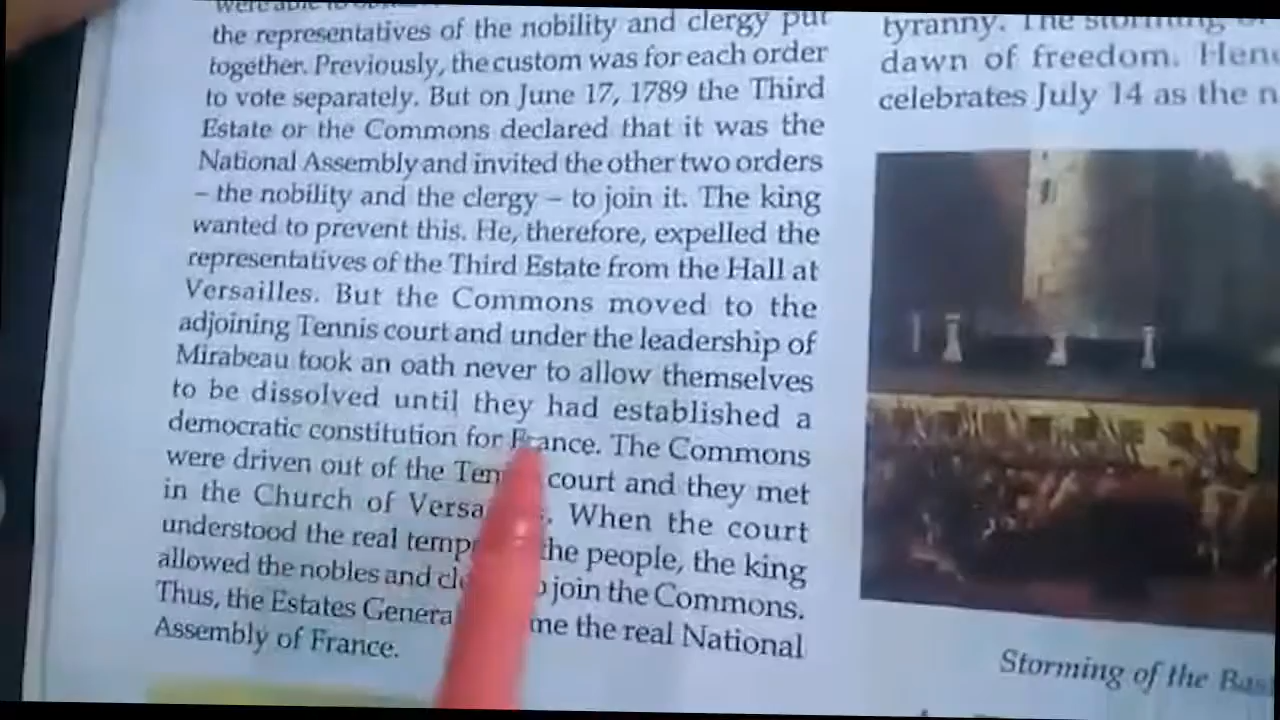 the representatives of the nobility and clergy put
together. Previously, the custom was for each order
to vote separately. But on June 17, 1789 the Third
Estate or the Commons declared that it was the
National Assembly and invited the other two orders
– the nobility and the clergy – to join it. The king
wanted to prevent this. He, therefore, expelled the
representatives of the Third Estate from the Hall at
Versailles. But the Commons moved to the
adjoining Tennis court and under the leadership of
Mirabeau took an oath never to allow themselves
to be dissolved until they had established a
democratic constitution for France. The Commons
were driven out of the court and they met
in the Church of When the court
understood the real the people, the king
allowed the nobles and join the Commons.
Thus, the Estates the real National
Assembly of France.
tyranny. The storming
dawn of freedom.
celebrates July 14 as the
Storming of the